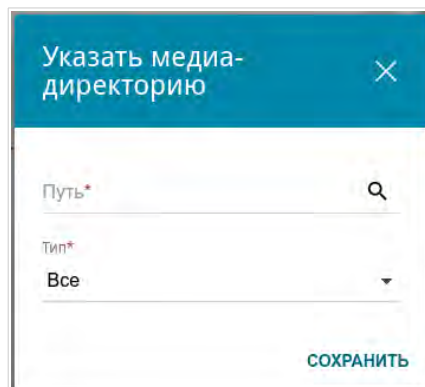 Указать медиа-
директорию
Путь*
Тип*
Все
СОХРАНИТЬ